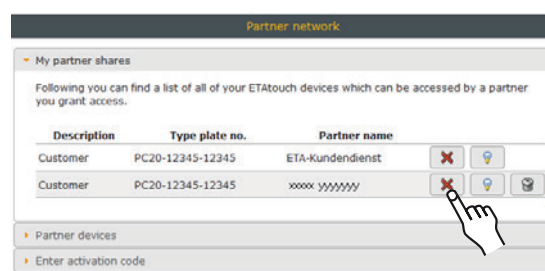 Partner network
My partner shares
Following you can find a list of all of your ETAtouch devices which can be accessed by a partner
you grant access.
Description Type plate no. Partner name
Customer PC20-12345-12345 ETA-Kundendienst
Customer PC20-12345-12345 xxxxx yyyyyyy
Partner devices
Enter activation code